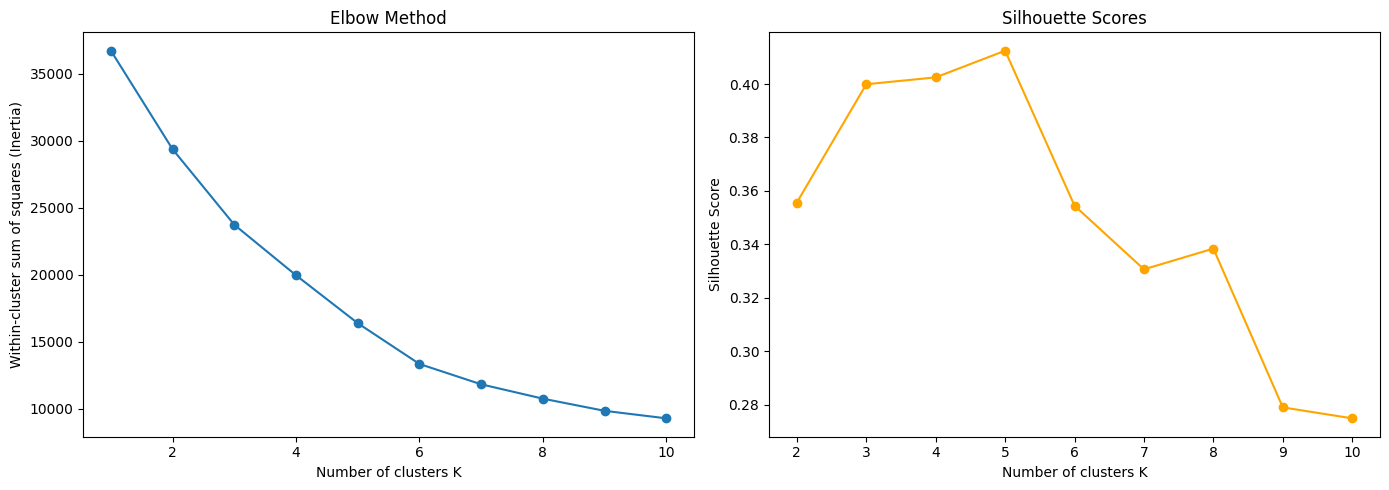 Elbow Method
Within-cluster sum of squares (Inertia)
35000
30000
25000
20000
15000
10000
2 4 6 8 10
Number of clusters K
Silhouette Scores
Silhouette Score
0.40
0.38
0.36
0.34
0.32
0.30
0.28
2 3 4 5 6 7 8 9 10
Number of clusters K